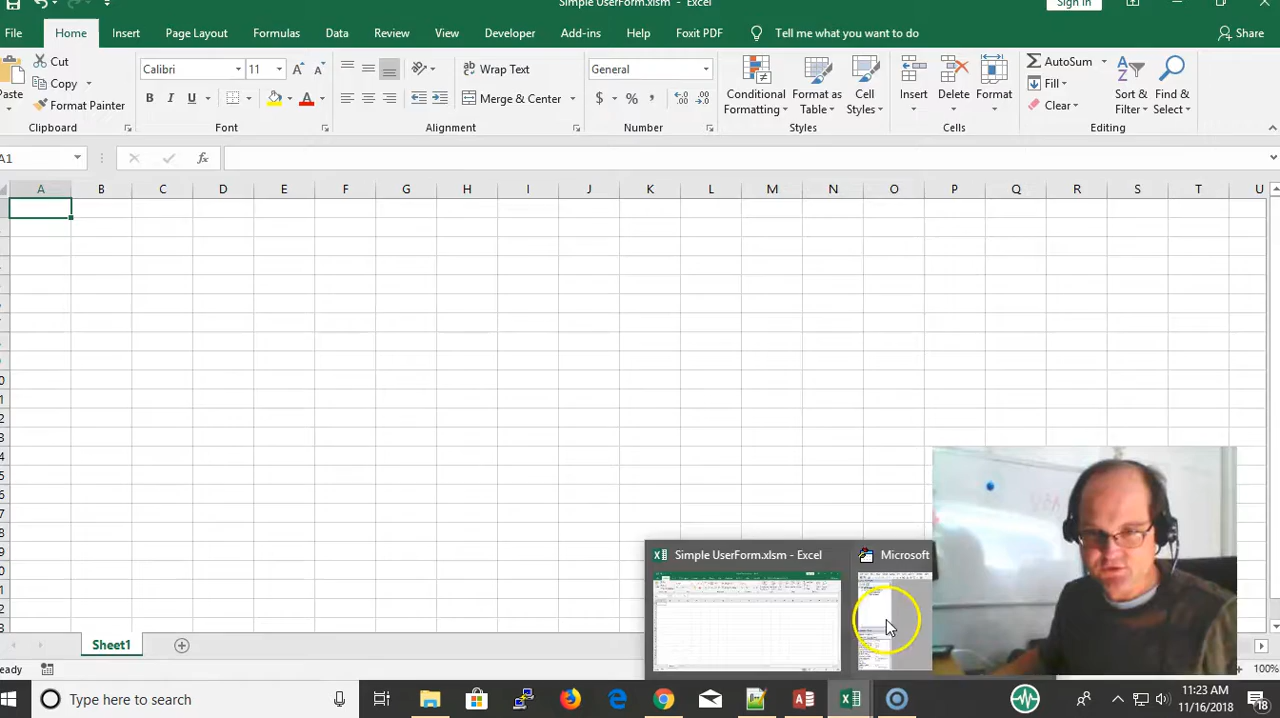 Simple UserForm.xlsm - Excel
Sign in
File Home Insert Page Layout Formulas Data Review View Developer Add-ins Help Foxit PDF Tell me what you want to do Share
Cut
Copy
Format Painter
Paste
Clipboard
Calibri 11
B I U
Font
Wrap Text
Merge & Center
Alignment
General
$ % ,
Number
Conditional Formatting
Format as Table
Cell Styles
Styles
Insert Delete Format
Cells
AutoSum
Fill
Clear
Sort & Filter
Find & Select
Editing
A1
fx
A B C D E F G H I J K L M N O P Q R S T U
Simple UserForm.xlsm - Excel
Microsoft
Sheet1
Ready
100%
Type here to search
11:23 AM
11/16/2018
18